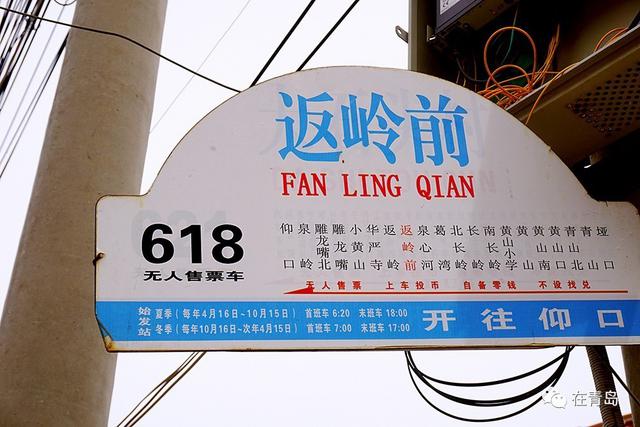 返岭前
FAN LING QIAN
618
无人售票车
仰口 泉岭 雕龙嘴北 雕龙嘴 小黄山 华严寺 返岭 返岭前 泉心河 葛湾 北长岭 长岭 南长岭 黄山小学 黄山 黄山南 黄山口 青山北 青山 垭口
无人售票 上车投币 自备零钱 不设找兑
始发站
夏季(每年4月16日~10月15日) 首班车 6:20 末班车 18:00
冬季(每年10月16日~次年4月15日) 首班车 7:00 末班车 17:00
开往仰口
在青岛